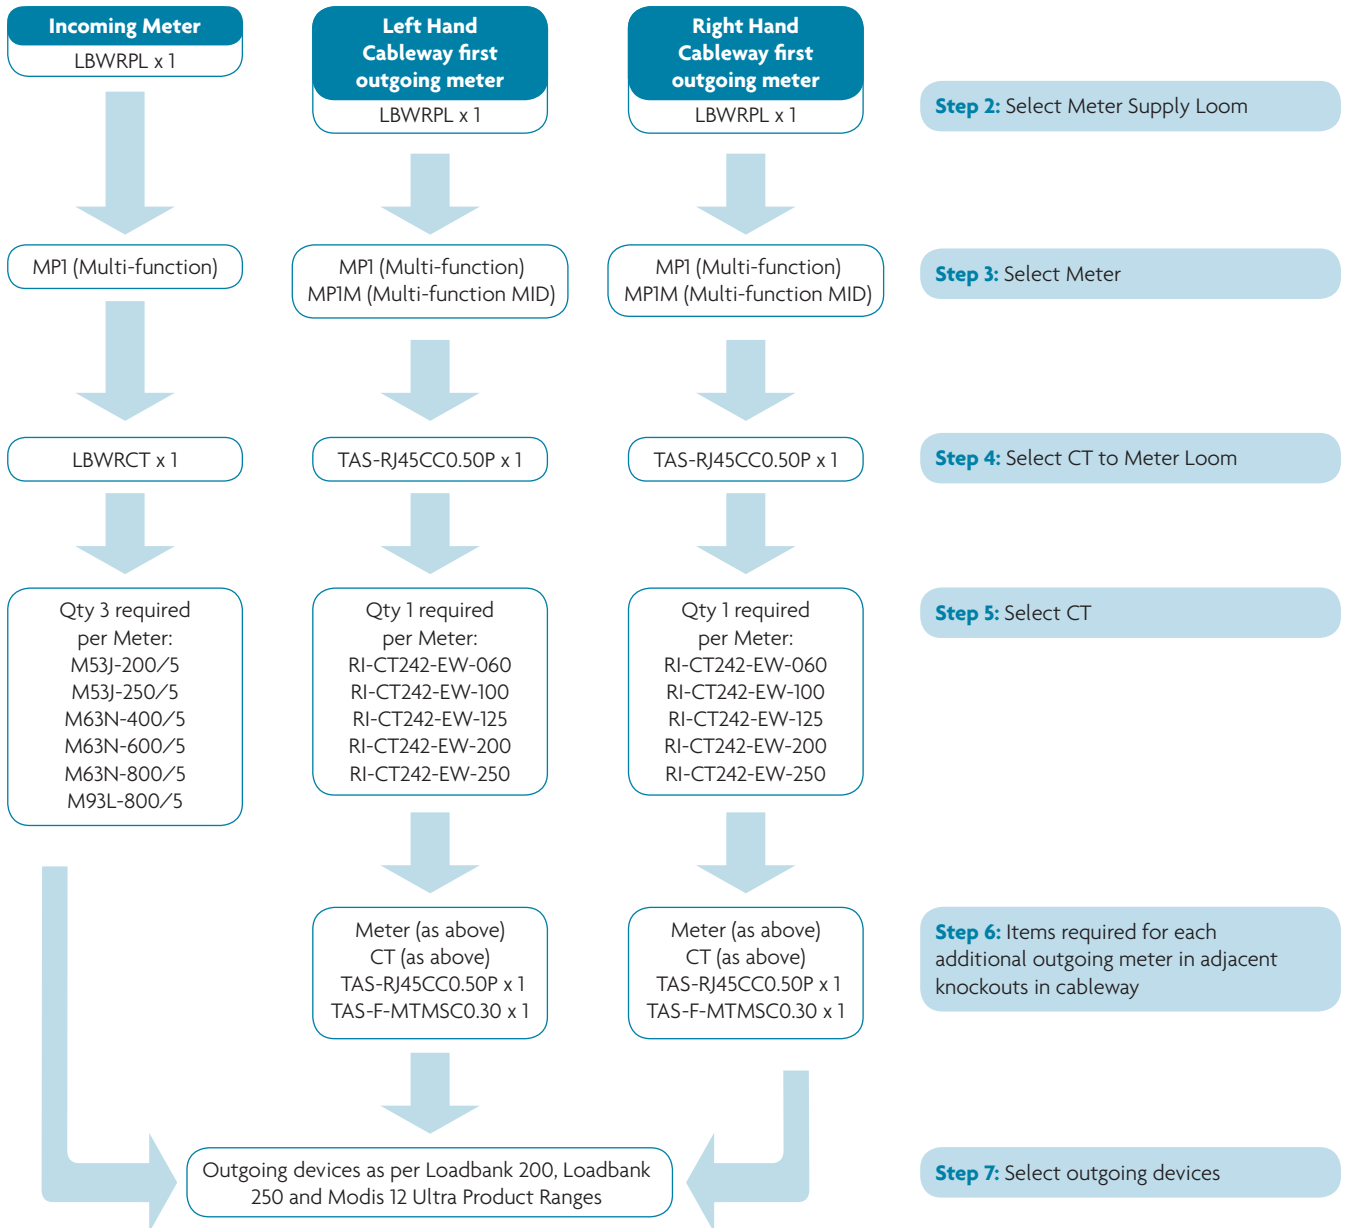 Incoming Meter
LBWRPL x 1
Left Hand
Cableway first
outgoing meter
LBWRPL x 1
Right Hand
Cableway first
outgoing meter
LBWRPL x 1
Step 2: Select Meter Supply Loom
MP1 (Multi-function)
MP1 (Multi-function)
MP1M (Multi-function MID)
MP1 (Multi-function)
MP1M (Multi-function MID)
Step 3: Select Meter
LBWRCT x 1
TAS-RJ45CC0.50P x 1
TAS-RJ45CC0.50P x 1
Step 4: Select CT to Meter Loom
Qty 3 required
per Meter:
M53J-200/5
M53J-250/5
M63N-400/5
M63N-600/5
M63N-800/5
M93L-800/5
Qty 1 required
per Meter:
RI-CT242-EW-060
RI-CT242-EW-100
RI-CT242-EW-125
RI-CT242-EW-200
RI-CT242-EW-250
Qty 1 required
per Meter:
RI-CT242-EW-060
RI-CT242-EW-100
RI-CT242-EW-125
RI-CT242-EW-200
RI-CT242-EW-250
Step 5: Select CT
Meter (as above)
CT (as above)
TAS-RJ45CC0.50P x 1
TAS-F-MTMSC0.30 x 1
Meter (as above)
CT (as above)
TAS-RJ45CC0.50P x 1
TAS-F-MTMSC0.30 x 1
Step 6: Items required for each
additional outgoing meter in adjacent
knockouts in cableway
Outgoing devices as per Loadbank 200, Loadbank
250 and Modis 12 Ultra Product Ranges
Step 7: Select outgoing devices